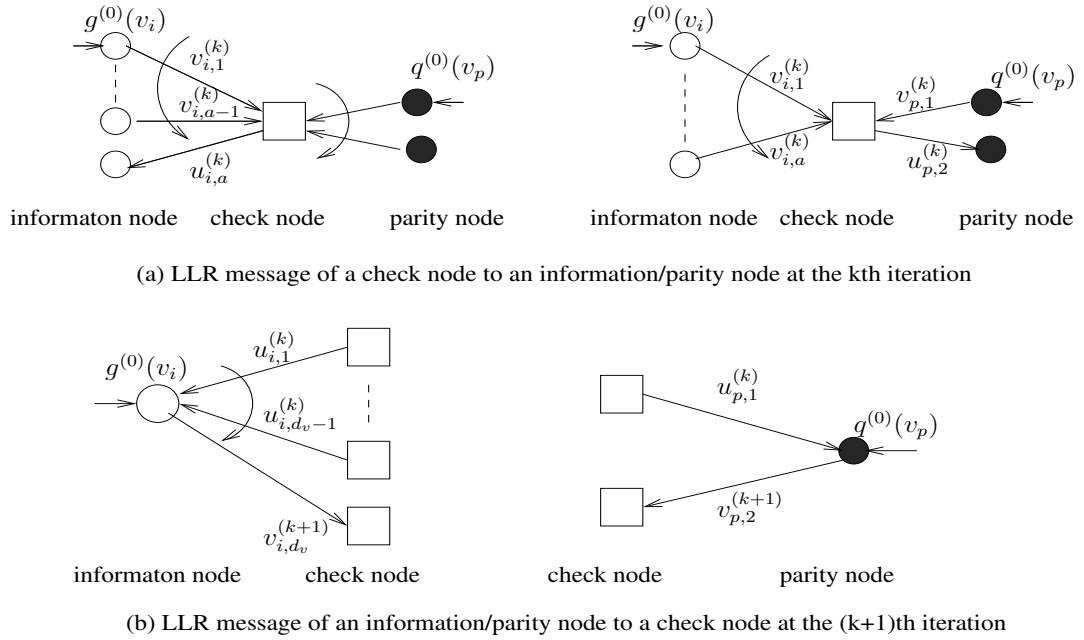 g^{(0)}(v_i)
v_{i,1}^{(k)}
q^{(0)}(v_p)
v_{i,a-1}^{(k)}
u_{i,a}^{(k)}
informaton node check node parity node
g^{(0)}(v_i)
v_{i,1}^{(k)}
q^{(0)}(v_p)
v_{p,1}^{(k)}
v_{i,a}^{(k)}
u_{p,2}^{(k)}
informaton node check node parity node
(a) LLR message of a check node to an information/parity node at the kth iteration
u_{i,1}^{(k)}
g^{(0)}(v_i)
u_{i,d_v-1}^{(k)}
v_{i,d_v}^{(k+1)}
informaton node check node
u_{p,1}^{(k)}
q^{(0)}(v_p)
v_{p,2}^{(k+1)}
check node parity node
(b) LLR message of an information/parity node to a check node at the (k+1)th iteration